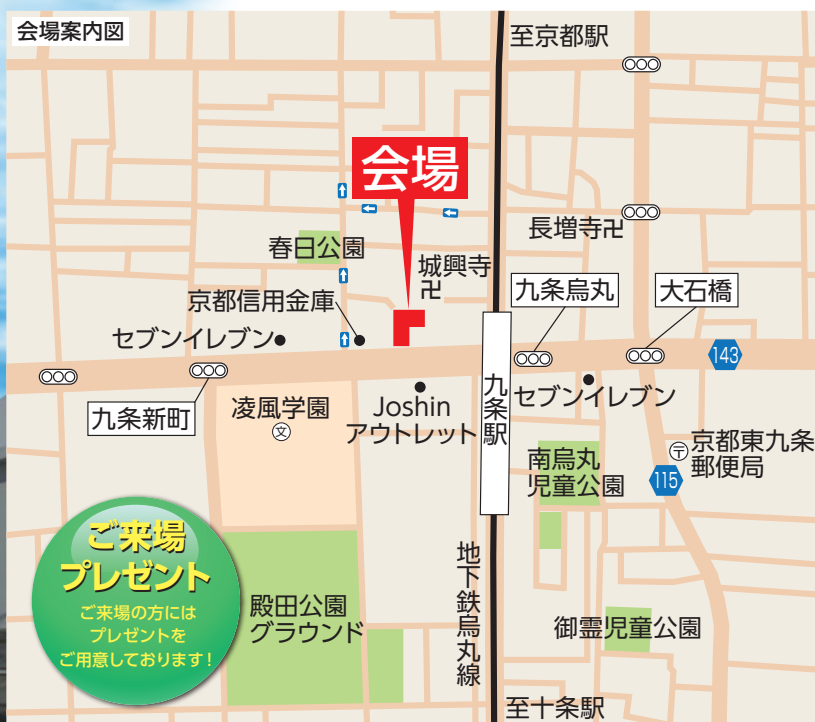 会場案内図
至京都駅
会場
長増寺卍
春日公園
城興寺
卍
京都信用金庫
九条烏丸
大石橋
セブンイレブン
143
九条新町
凌風学園
文
Joshin
アウトレット
九条駅
セブンイレブン
南烏丸
児童公園
〒京都東九条
郵便局
115
ご来場
プレゼント
ご来場の方には
プレゼントを
ご用意しております!
殿田公園
グラウンド
地下鉄烏丸線
御霊児童公園
至十条駅